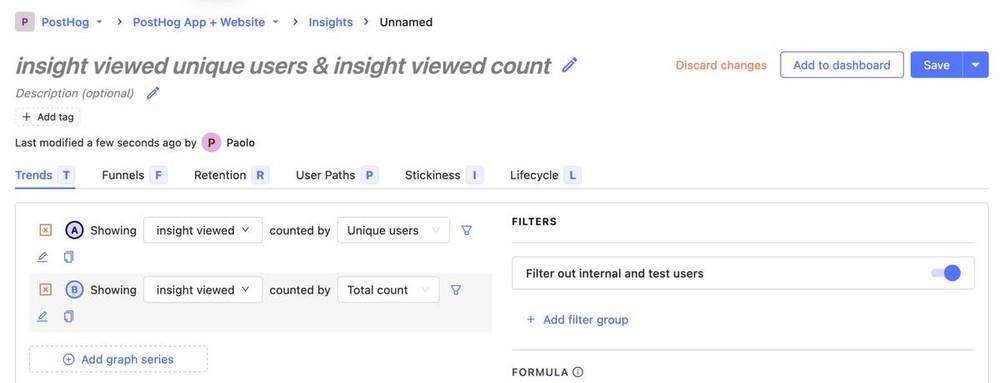 P PostHog > PostHog App + Website > Insights > Unnamed
insight viewed unique users & insight viewed count
Discard changes Add to dashboard Save
Description (optional)
+ Add tag
Last modified a few seconds ago by P Paolo
Trends T Funnels F Retention R User Paths P Stickiness I Lifecycle L
A Showing insight viewed counted by Unique users
B Showing insight viewed counted by Total count
Add graph series
FILTERS
Filter out internal and test users
+ Add filter group
FORMULA